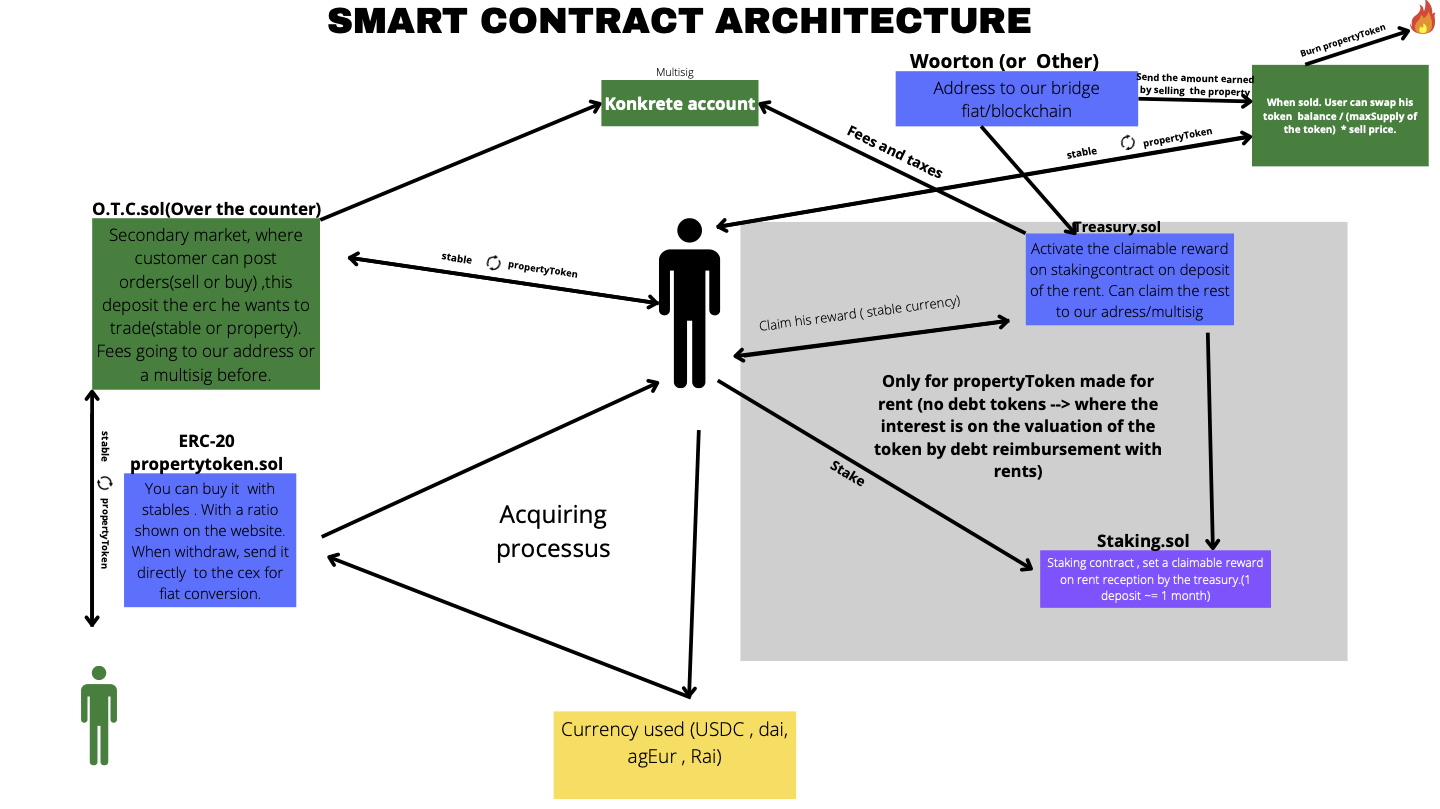 SMART CONTRACT ARCHITECTURE
Burn propertyToken
Multisig
Konkrete account
Woorton (or  Other)
Address to our bridge
fiat/blockchain
Send the amount earned
by selling  the property
When sold. User can swap his
token  balance / (maxSupply of
the token)  * sell price.
Fees and taxes
stable
propertyToken
O.T.C.sol(Over the counter)
Secondary market, where
customer can post
orders(sell or buy) ,this
deposit the erc he wants to
trade(stable or property).
Fees going to our address or
a multisig before.
stable
propertyToken
Treasury.sol
Activate the claimable reward
on stakingcontract on deposit
of the rent. Can claim the rest
to our adress/multisig
Claim his reward ( stable currency)
Only for propertyToken made for
rent (no debt tokens --> where the
interest is on the valuation of the
token by debt reimbursement with
rents)
Stake
stable
propertyToken
ERC-20
propertytoken.sol
You can buy it  with
stables . With a ratio
shown on the website.
When withdraw, send it
directly  to the cex for
fiat conversion.
Acquiring
processus
Staking.sol
Staking contract , set a claimable reward
on rent reception by the treasury.(1
deposit ~= 1 month)
Currency used (USDC , dai,
agEur , Rai)